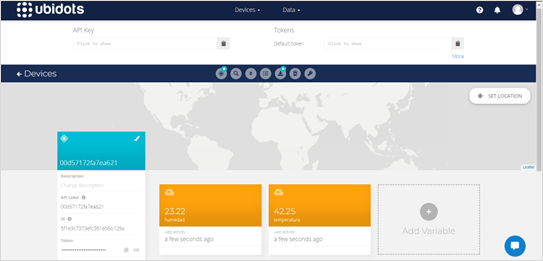 ubidots
Devices
Data
API Key
Click to show
Tokens
Default token
Click to show
More
Devices
SET LOCATION
Leaflet
00d57172fa7ea621
Description
Change description
API Label
00d57172fa7ea621
ID
Token
23.22
humedad
Last activity
a few seconds ago
42.25
temperatura
Last activity
a few seconds ago
Add Variable